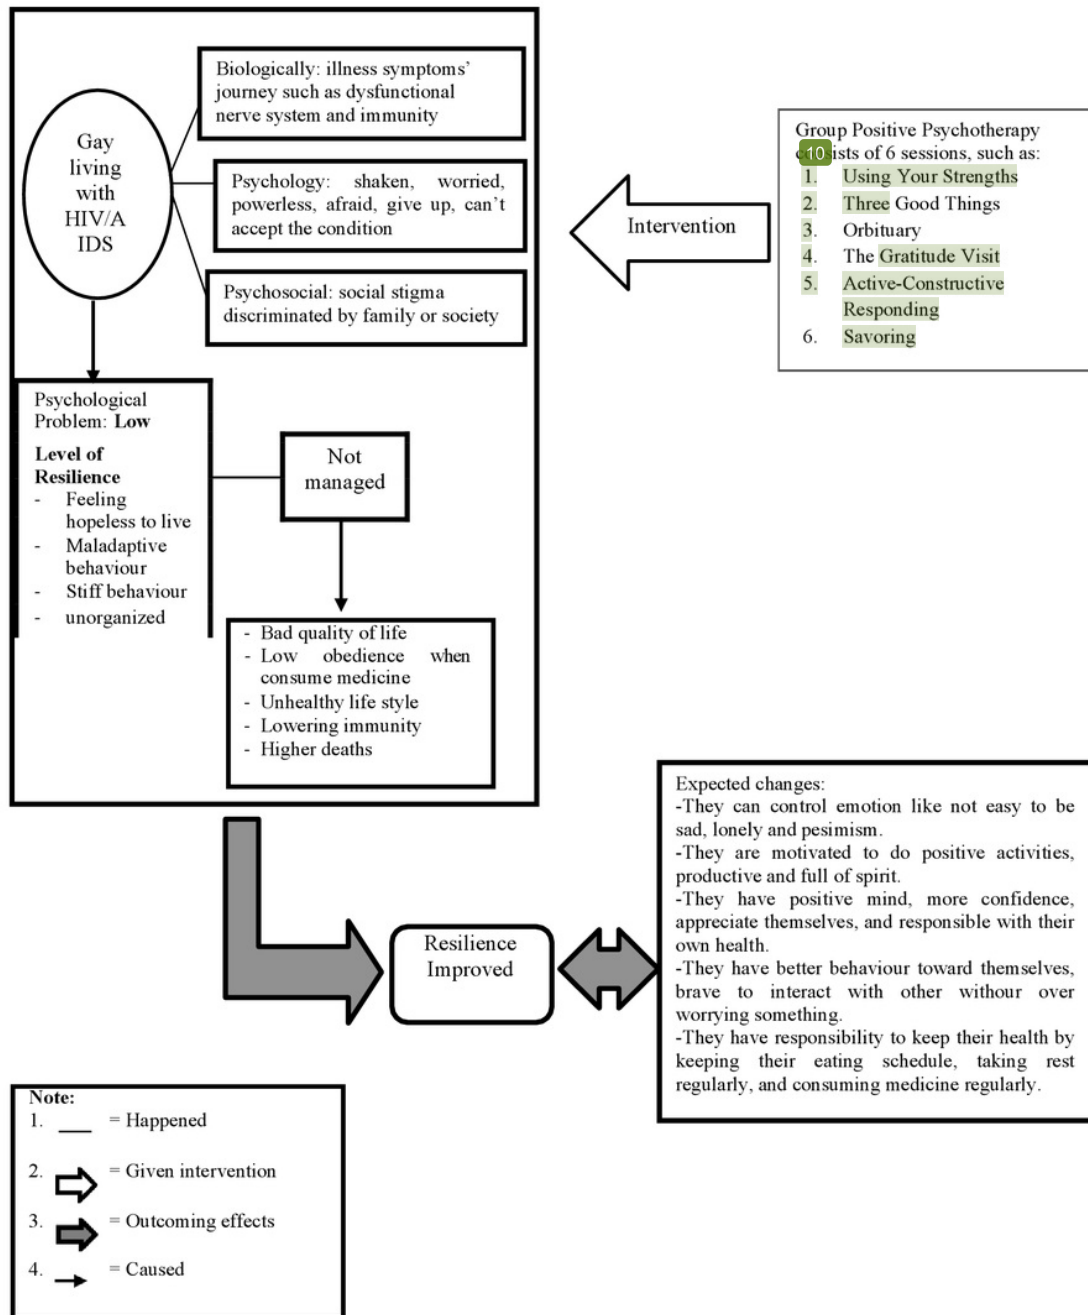 Gay
living
with
HIV/A
IDS
Biologically: illness symptoms'
journey such as dysfunctional
nerve system and immunity
Psychology: shaken, worried,
powerless, afraid, give up, can't
accept the condition
Psychosocial: social stigma
discriminated by family or society
Psychological
Problem: Low
Level of
Resilience
- Feeling
hopeless to live
- Maladaptive
behaviour
- Stiff behaviour
- unorganized
Not
managed
- Bad quality of life
- Low obedience when
consume medicine
- Unhealthy life style
- Lowering immunity
- Higher deaths
Intervention
Group Positive Psychotherapy
10
sists of 6 sessions, such as:
1. Using Your Strengths
2. Three Good Things
3. Orbituary
4. The Gratitude Visit
5. Active-Constructive
Responding
6. Savoring
Resilience
Improved
Expected changes:
-They can control emotion like not easy to be
sad, lonely and pesimism.
-They are motivated to do positive activities,
productive and full of spirit.
-They have positive mind, more confidence,
appreciate themselves, and responsible with their
own health.
-They have better behaviour toward themselves,
brave to interact with other withour over
worrying something.
-They have responsibility to keep their health by
keeping their eating schedule, taking rest
regularly, and consuming medicine regularly.
Note:
1. = Happened
2. = Given intervention
3. = Outcoming effects
4. = Caused